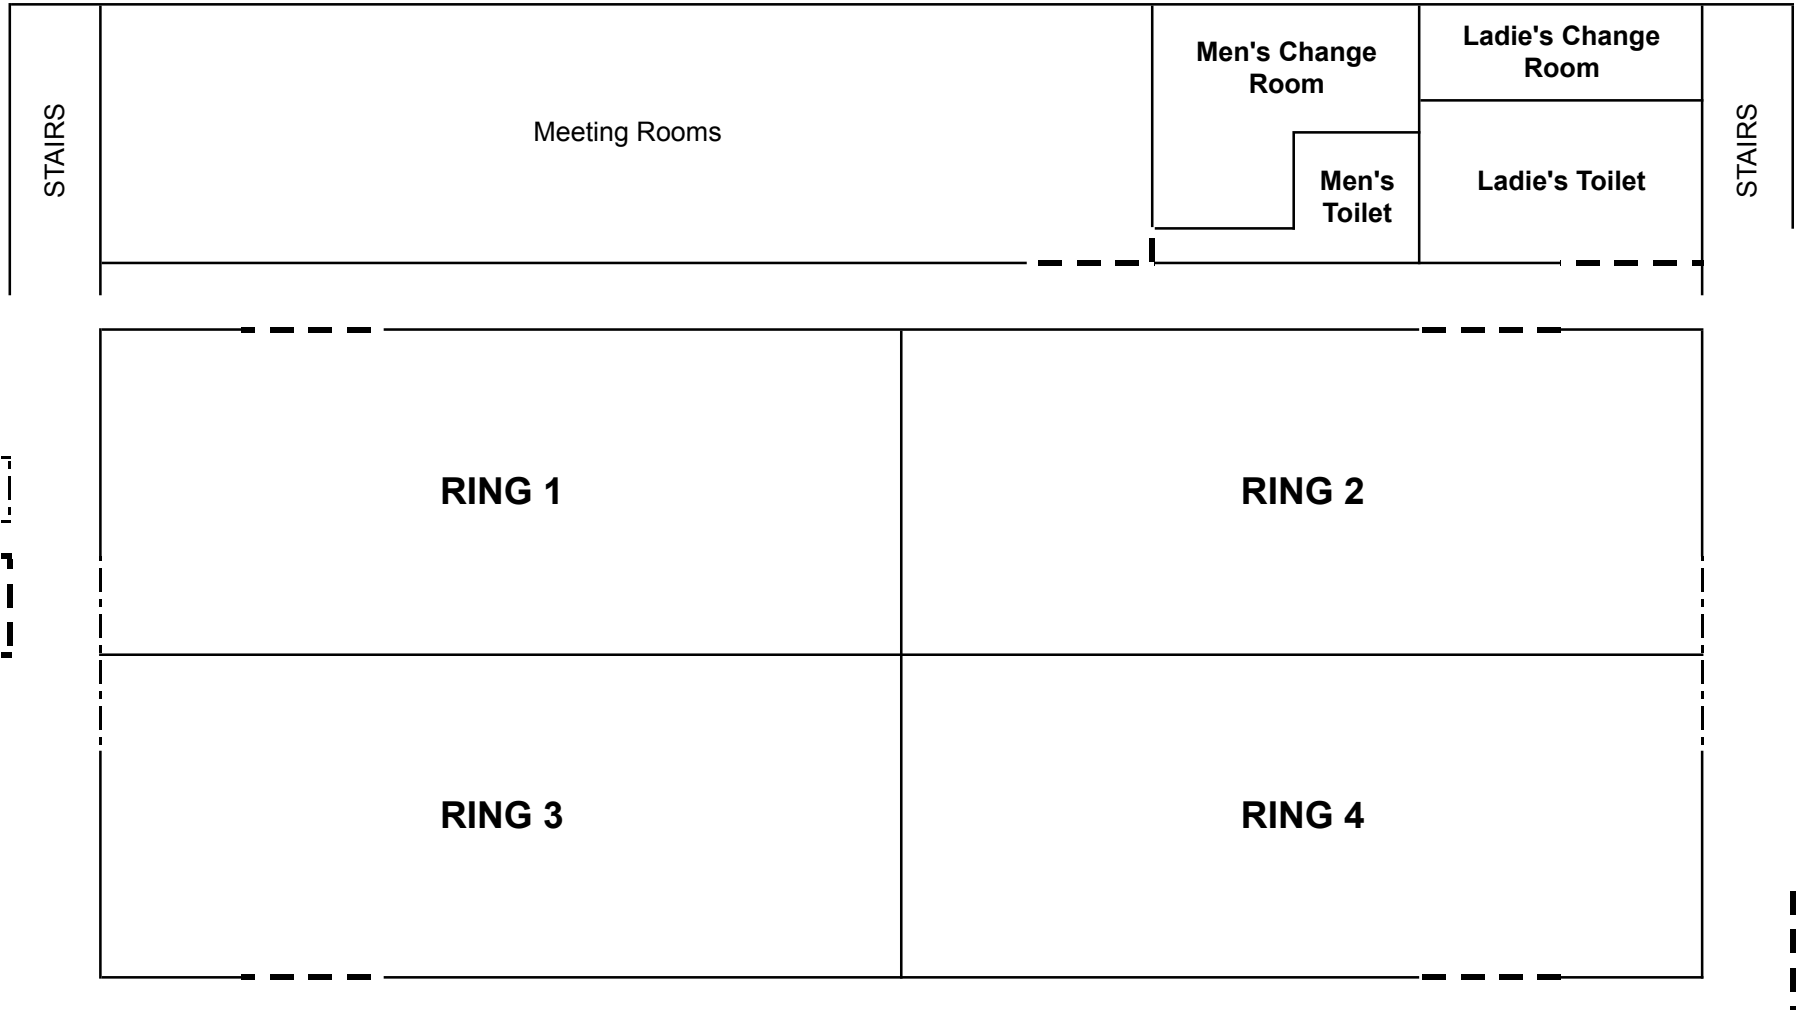 STAIRS
Meeting Rooms
Men's Change
Room
Men's
Toilet
Ladie's Change
Room
Ladie's Toilet
STAIRS
RING 1
RING 2
RING 3
RING 4